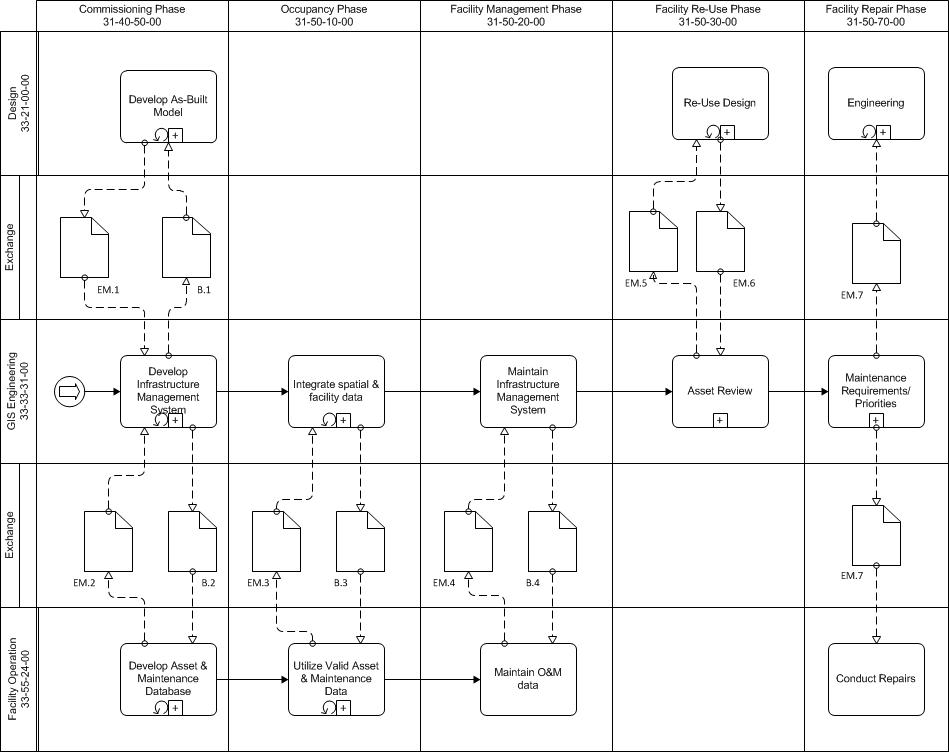 Commissioning Phase
31-40-50-00
Occupancy Phase
31-50-10-00
Facility Management Phase
31-50-20-00
Facility Re-Use Phase
31-50-30-00
Facility Repair Phase
31-50-70-00
Design
33-21-00-00
Develop As-Built
Model
+
Re-Use Design
+
Engineering
+
Exchange
EM.1
B.1
EM.5
EM.6
EM.7
GIS Engineering
33-33-31-00
Develop
Infrastructure
Management
System
+
Integrate spatial &
facility data
+
Maintain
Infrastructure
Management
System
Asset Review
+
Maintenance
Requirements/
Priorities
+
Exchange
EM.2
B.2
EM.3
B.3
EM.4
B.4
EM.7
Facility Operation
33-55-24-00
Develop Asset &
Maintenance
Database
+
Utilize Valid Asset
& Maintenance
Data
+
Maintain O&M
data
Conduct Repairs